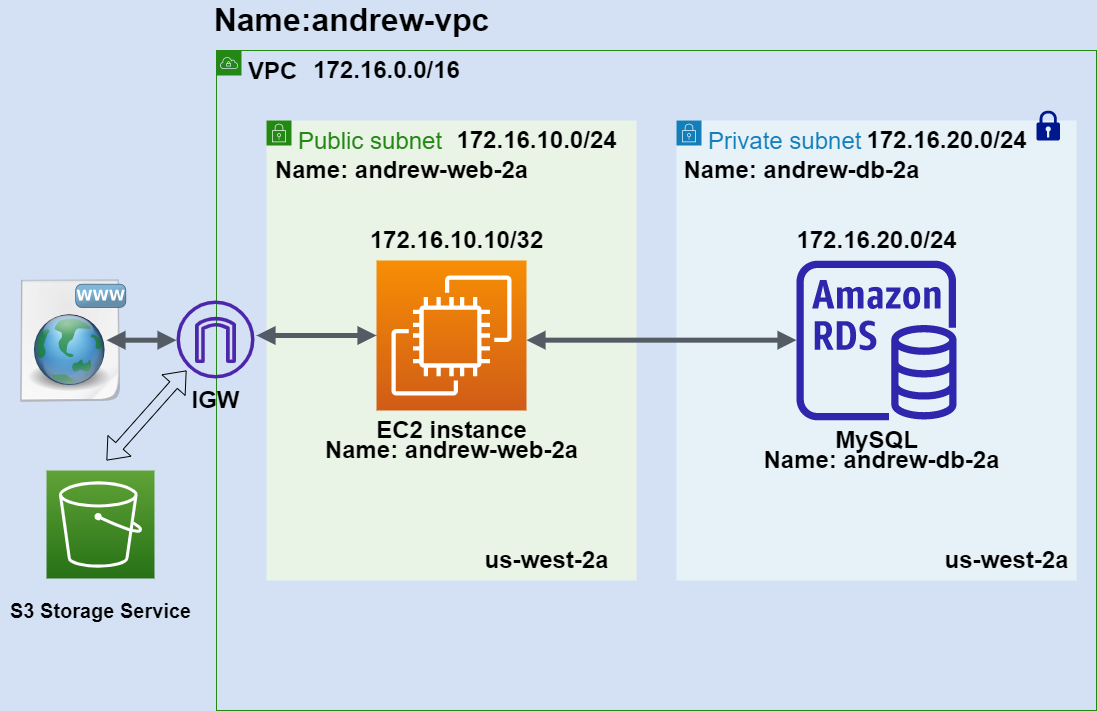 Name:andrew-vpc
VPC 172.16.0.0/16
Public subnet 172.16.10.0/24
Name: andrew-web-2a
Private subnet 172.16.20.0/24
Name: andrew-db-2a
172.16.10.10/32
172.16.20.0/24
WWW
Amazon
RDS
IGW
EC2 instance
Name: andrew-web-2a
MySQL
Name: andrew-db-2a
us-west-2a
us-west-2a
S3 Storage Service